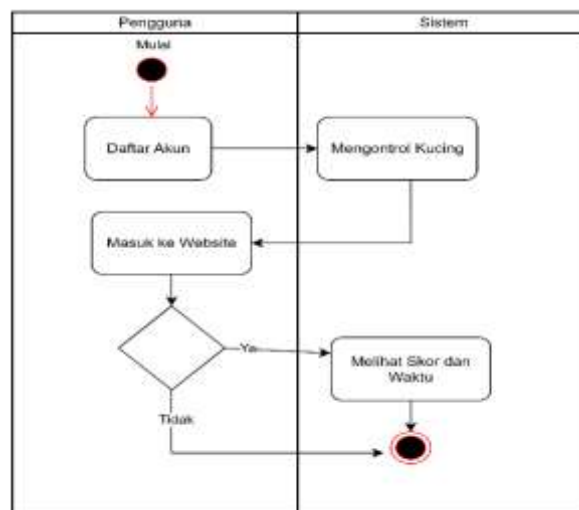 Pengguna
Sistem
Mulai
Daftar Akun
Mengontrol Kucing
Masuk ke Website
Ya
Melihat Skor dan
Waktu
Tidak